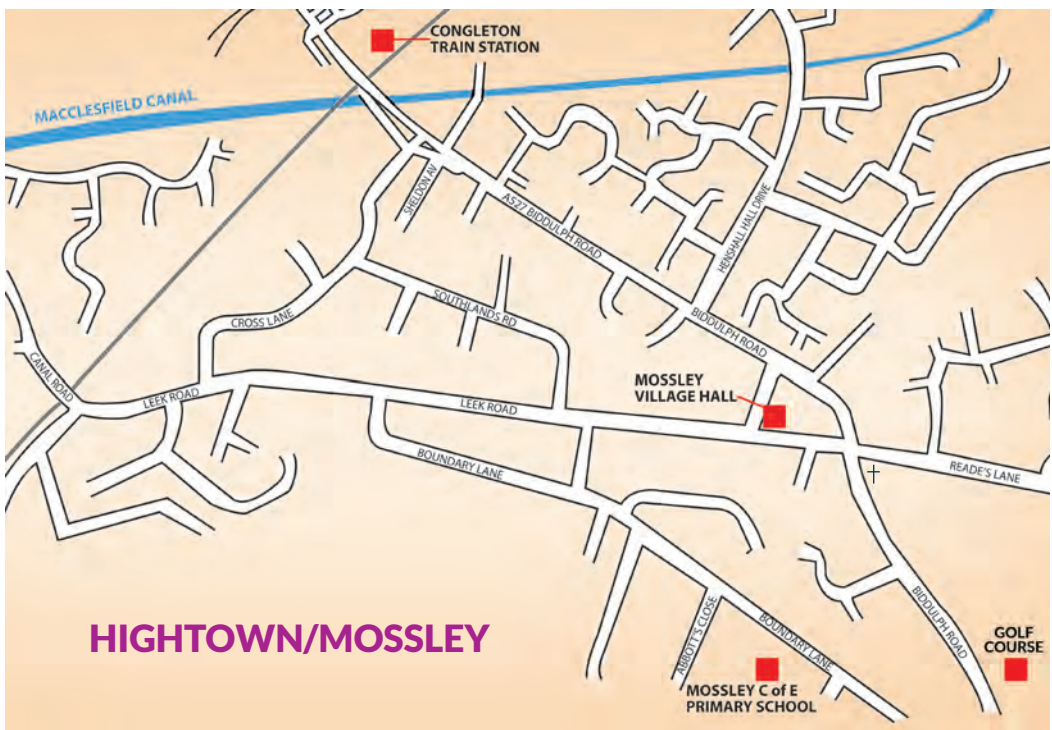 CONGLETON
TRAIN STATION
MACCLESFIELD CANAL
SHELDON AV
A527 BIDDULPH ROAD
HENSHALL HALL DRIVE
SOUTHLANDS RD
CROSS LANE
BIDDULPH ROAD
CANAL ROAD
LEEK ROAD
MOSSLEY
VILLAGE HALL
LEEK ROAD
BOUNDARY LANE
READE'S LANE
HIGHTOWN/MOSSLEY
ABBOTT'S CLOSE
BOUNDARY LANE
BIDDULPH ROAD
GOLF
COURSE
MOSSLEY C of E
PRIMARY SCHOOL